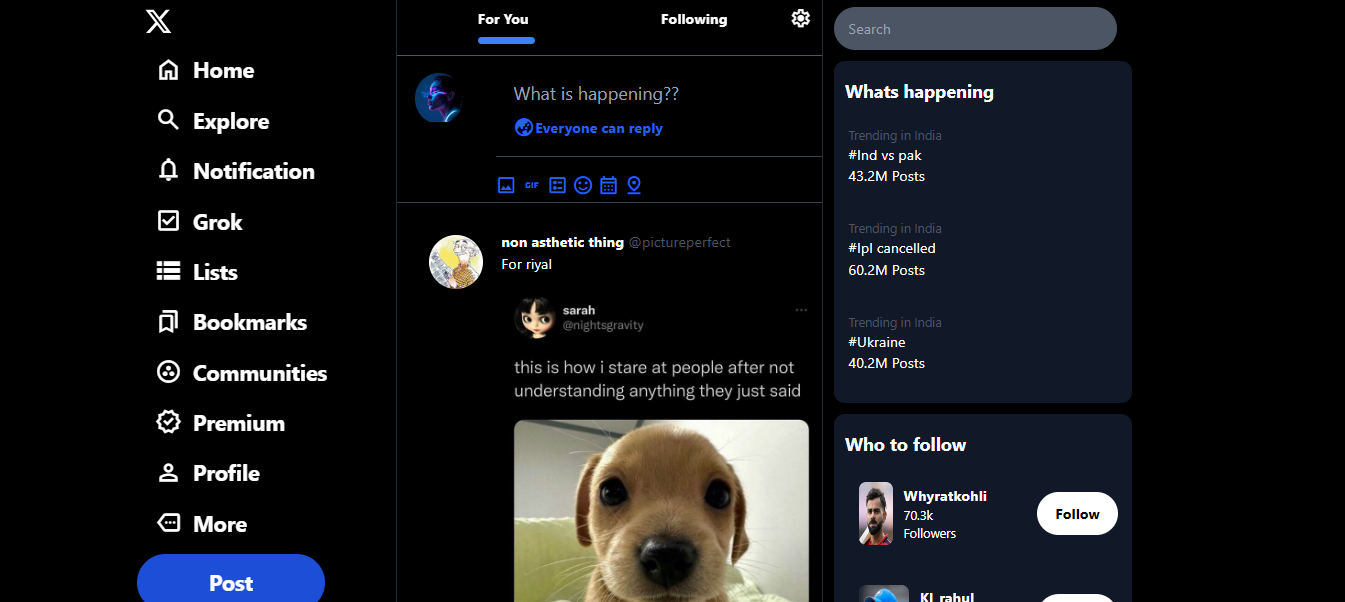 Home
Explore
Notification
Grok
Lists
Bookmarks
Communities
Premium
Profile
More
Post
For You
Following
What is happening??
Everyone can reply
GIF
non asthetic thing @pictureperfect
For riyal
sarah
@nightsgravity
this is how i stare at people after not
understanding anything they just said
Search
Whats happening
Trending in India
#Ind vs pak
43.2M Posts
Trending in India
#Ipl cancelled
60.2M Posts
Trending in India
#Ukraine
40.2M Posts
Who to follow
Whyratkohli
70.3k
Followers
Follow
KL rahul